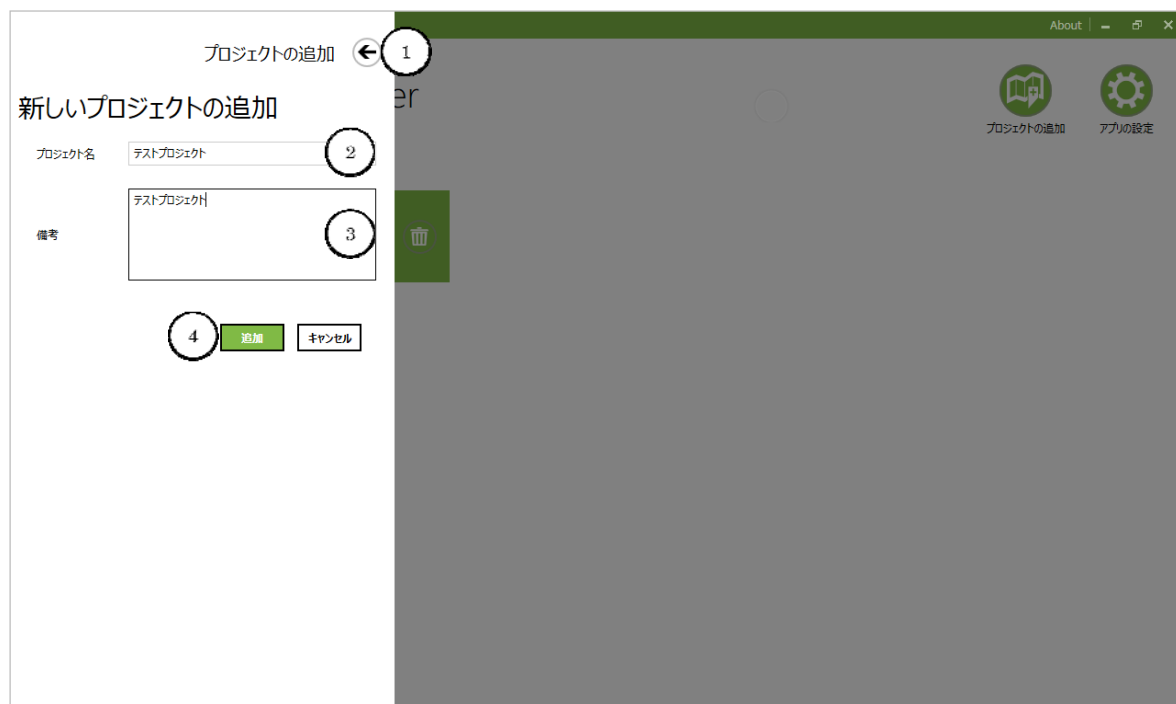 About
プロジェクトの追加
1
er
新しいプロジェクトの追加
プロジェクトの追加
アプリの設定
プロジェクト名
テストプロジェクト
2
備考
テストプロジェクト
3
4
追加
キャンセル